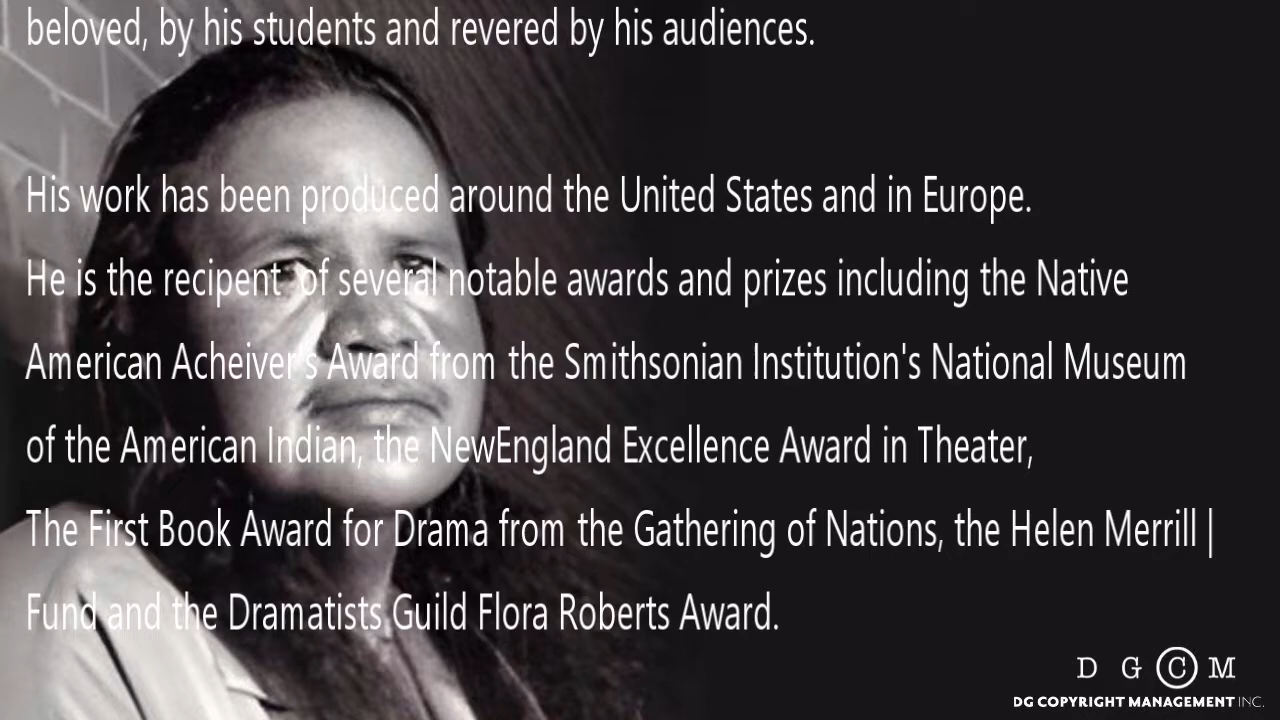 beloved, by his students and revered by his audiences.
His work has been produced around the United States and in Europe.
He is the recipent of several notable awards and prizes including the Native
American Acheiver's Award from the Smithsonian Institution's National Museum
of the American Indian, the NewEngland Excellence Award in Theater,
The First Book Award for Drama from the Gathering of Nations, the Helen Merrill |
Fund and the Dramatists Guild Flora Roberts Award.
D G C M
DG COPYRIGHT MANAGEMENT INC.